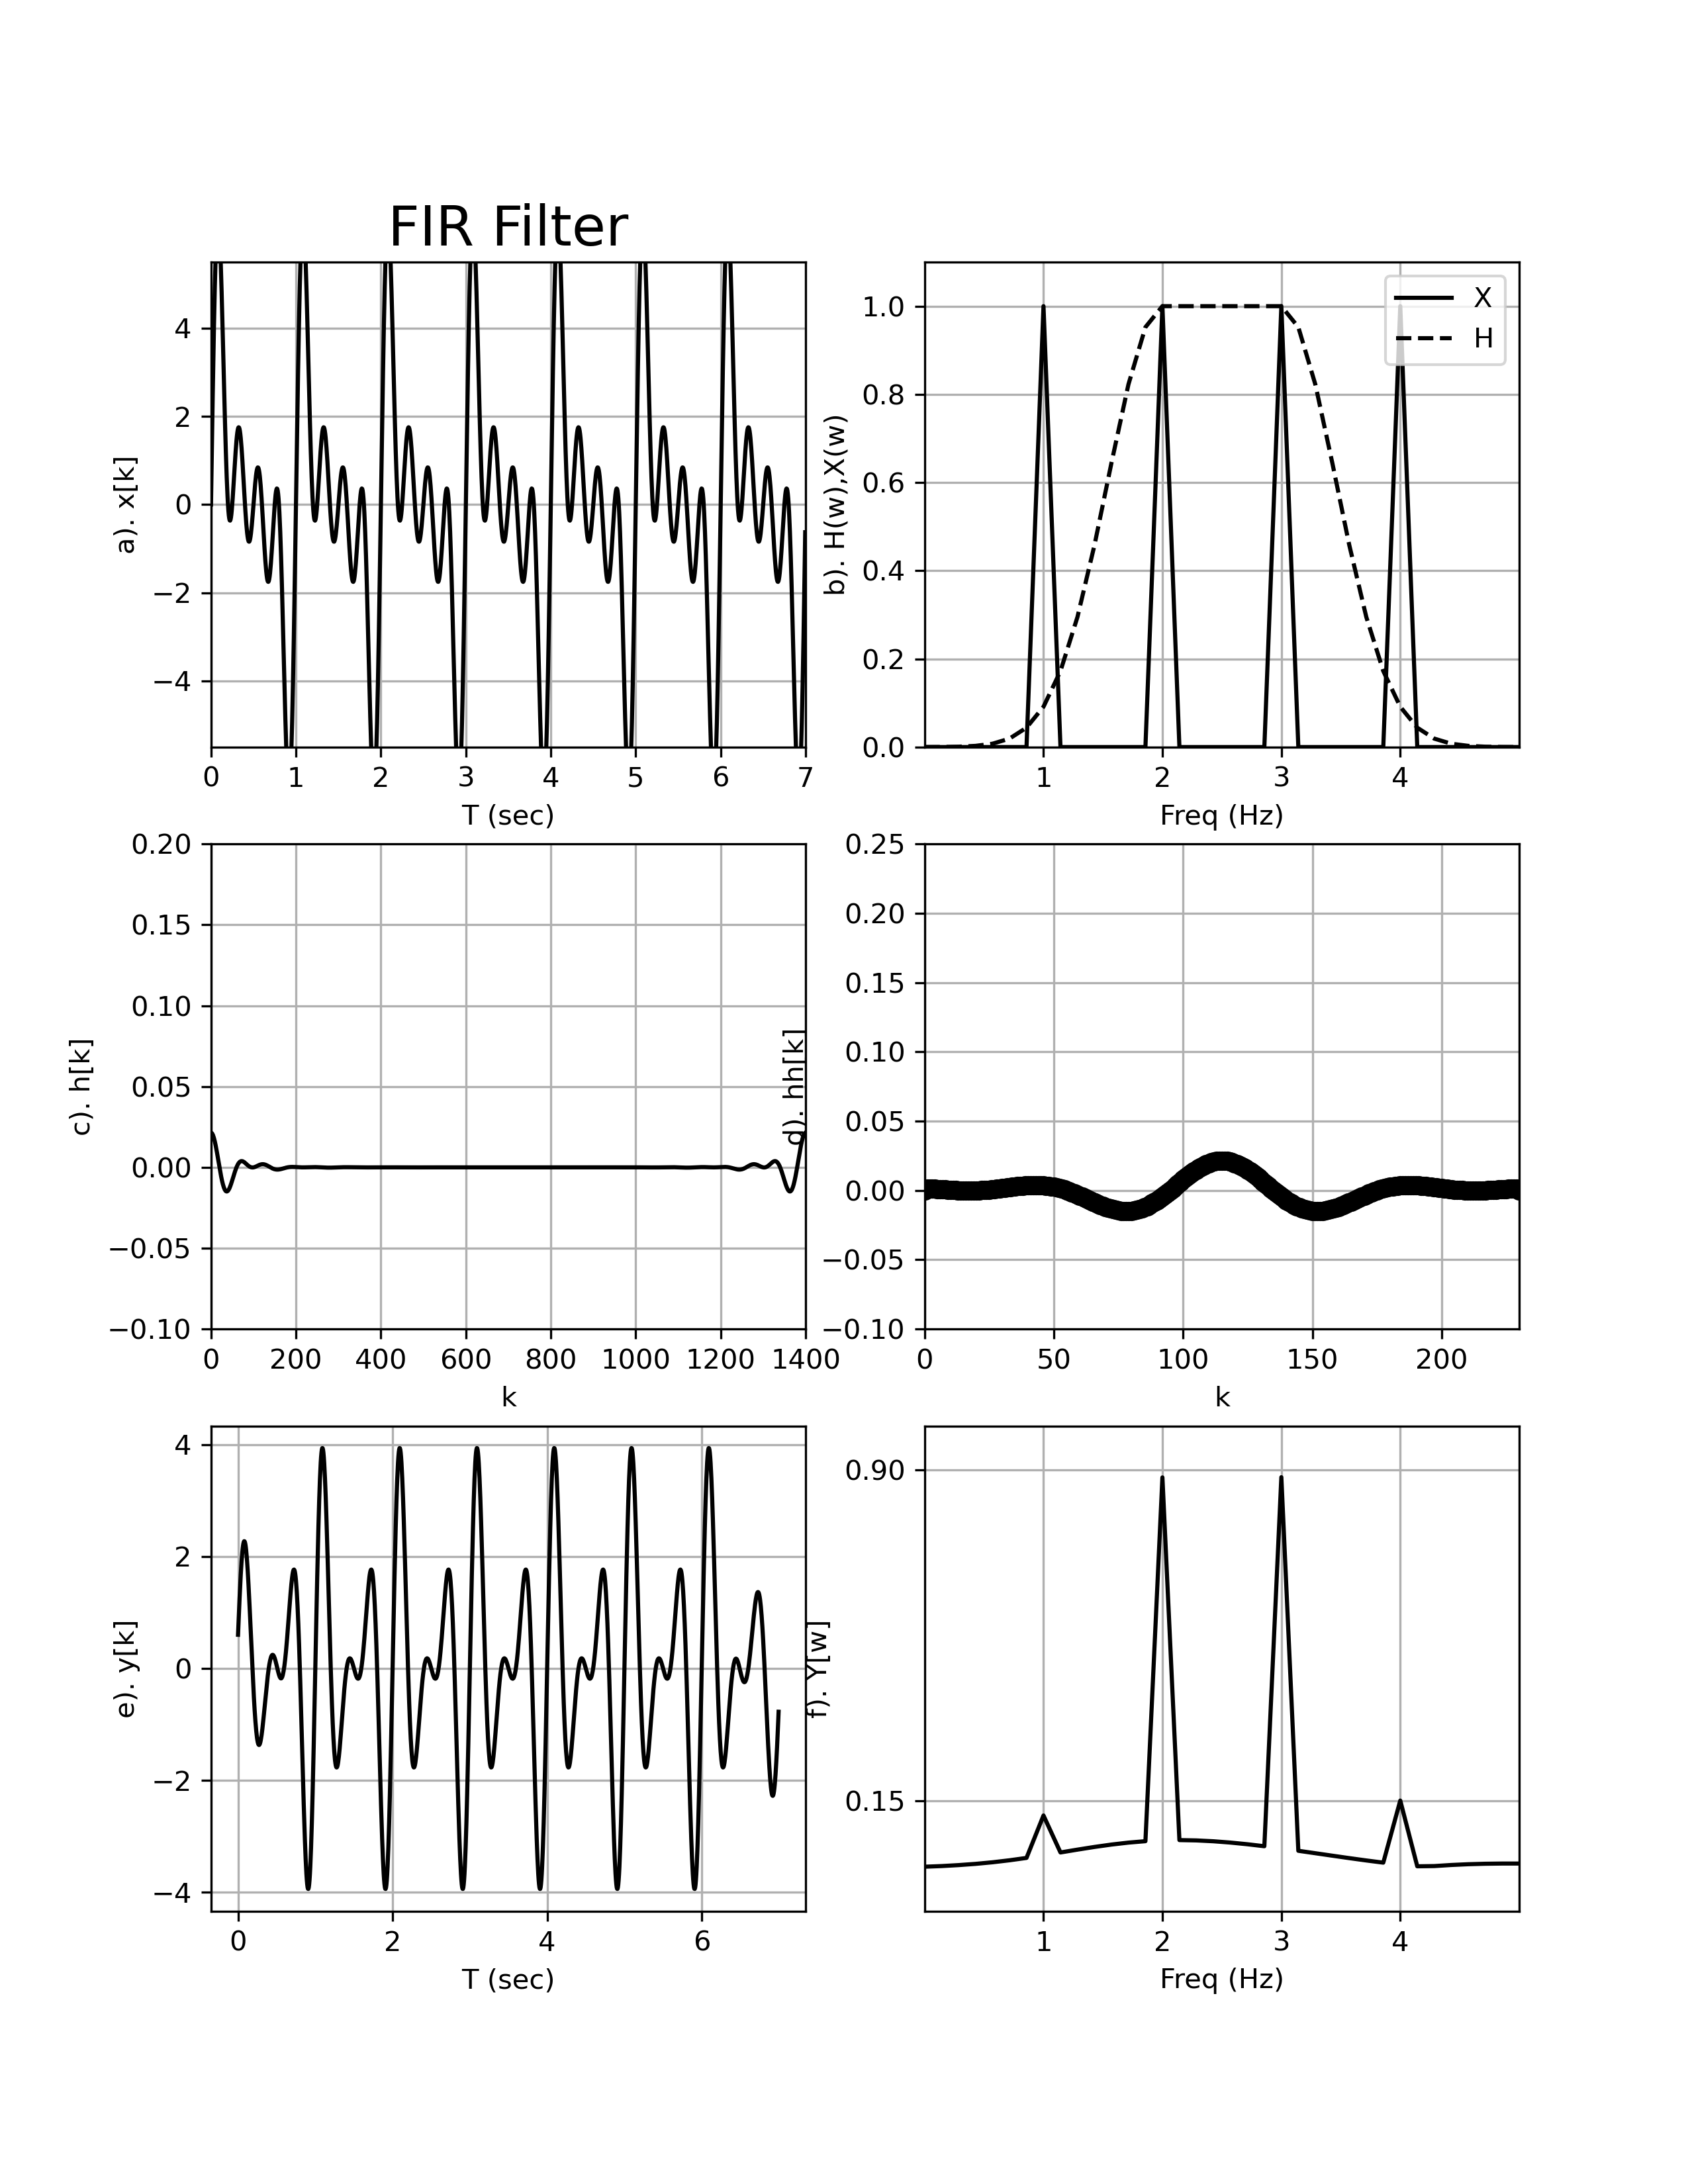 FIR Filter
a). x[k]
4
2
0
−2
−4
0 1 2 3 4 5 6 7
T (sec)
b). H(w),X(w)
1.0
0.8
0.6
0.4
0.2
0.0
X
H
1 2 3 4
Freq (Hz)
c). h[k]
0.20
0.15
0.10
0.05
0.00
−0.05
−0.10
0 200 400 600 800 1000 1200 1400
k
d). hh[k]
0.25
0.20
0.15
0.10
0.05
0.00
−0.05
−0.10
0 50 100 150 200
k
e). y[k]
4
2
0
−2
−4
0 2 4 6
T (sec)
f). Y[w]
0.90
0.15
1 2 3 4
Freq (Hz)